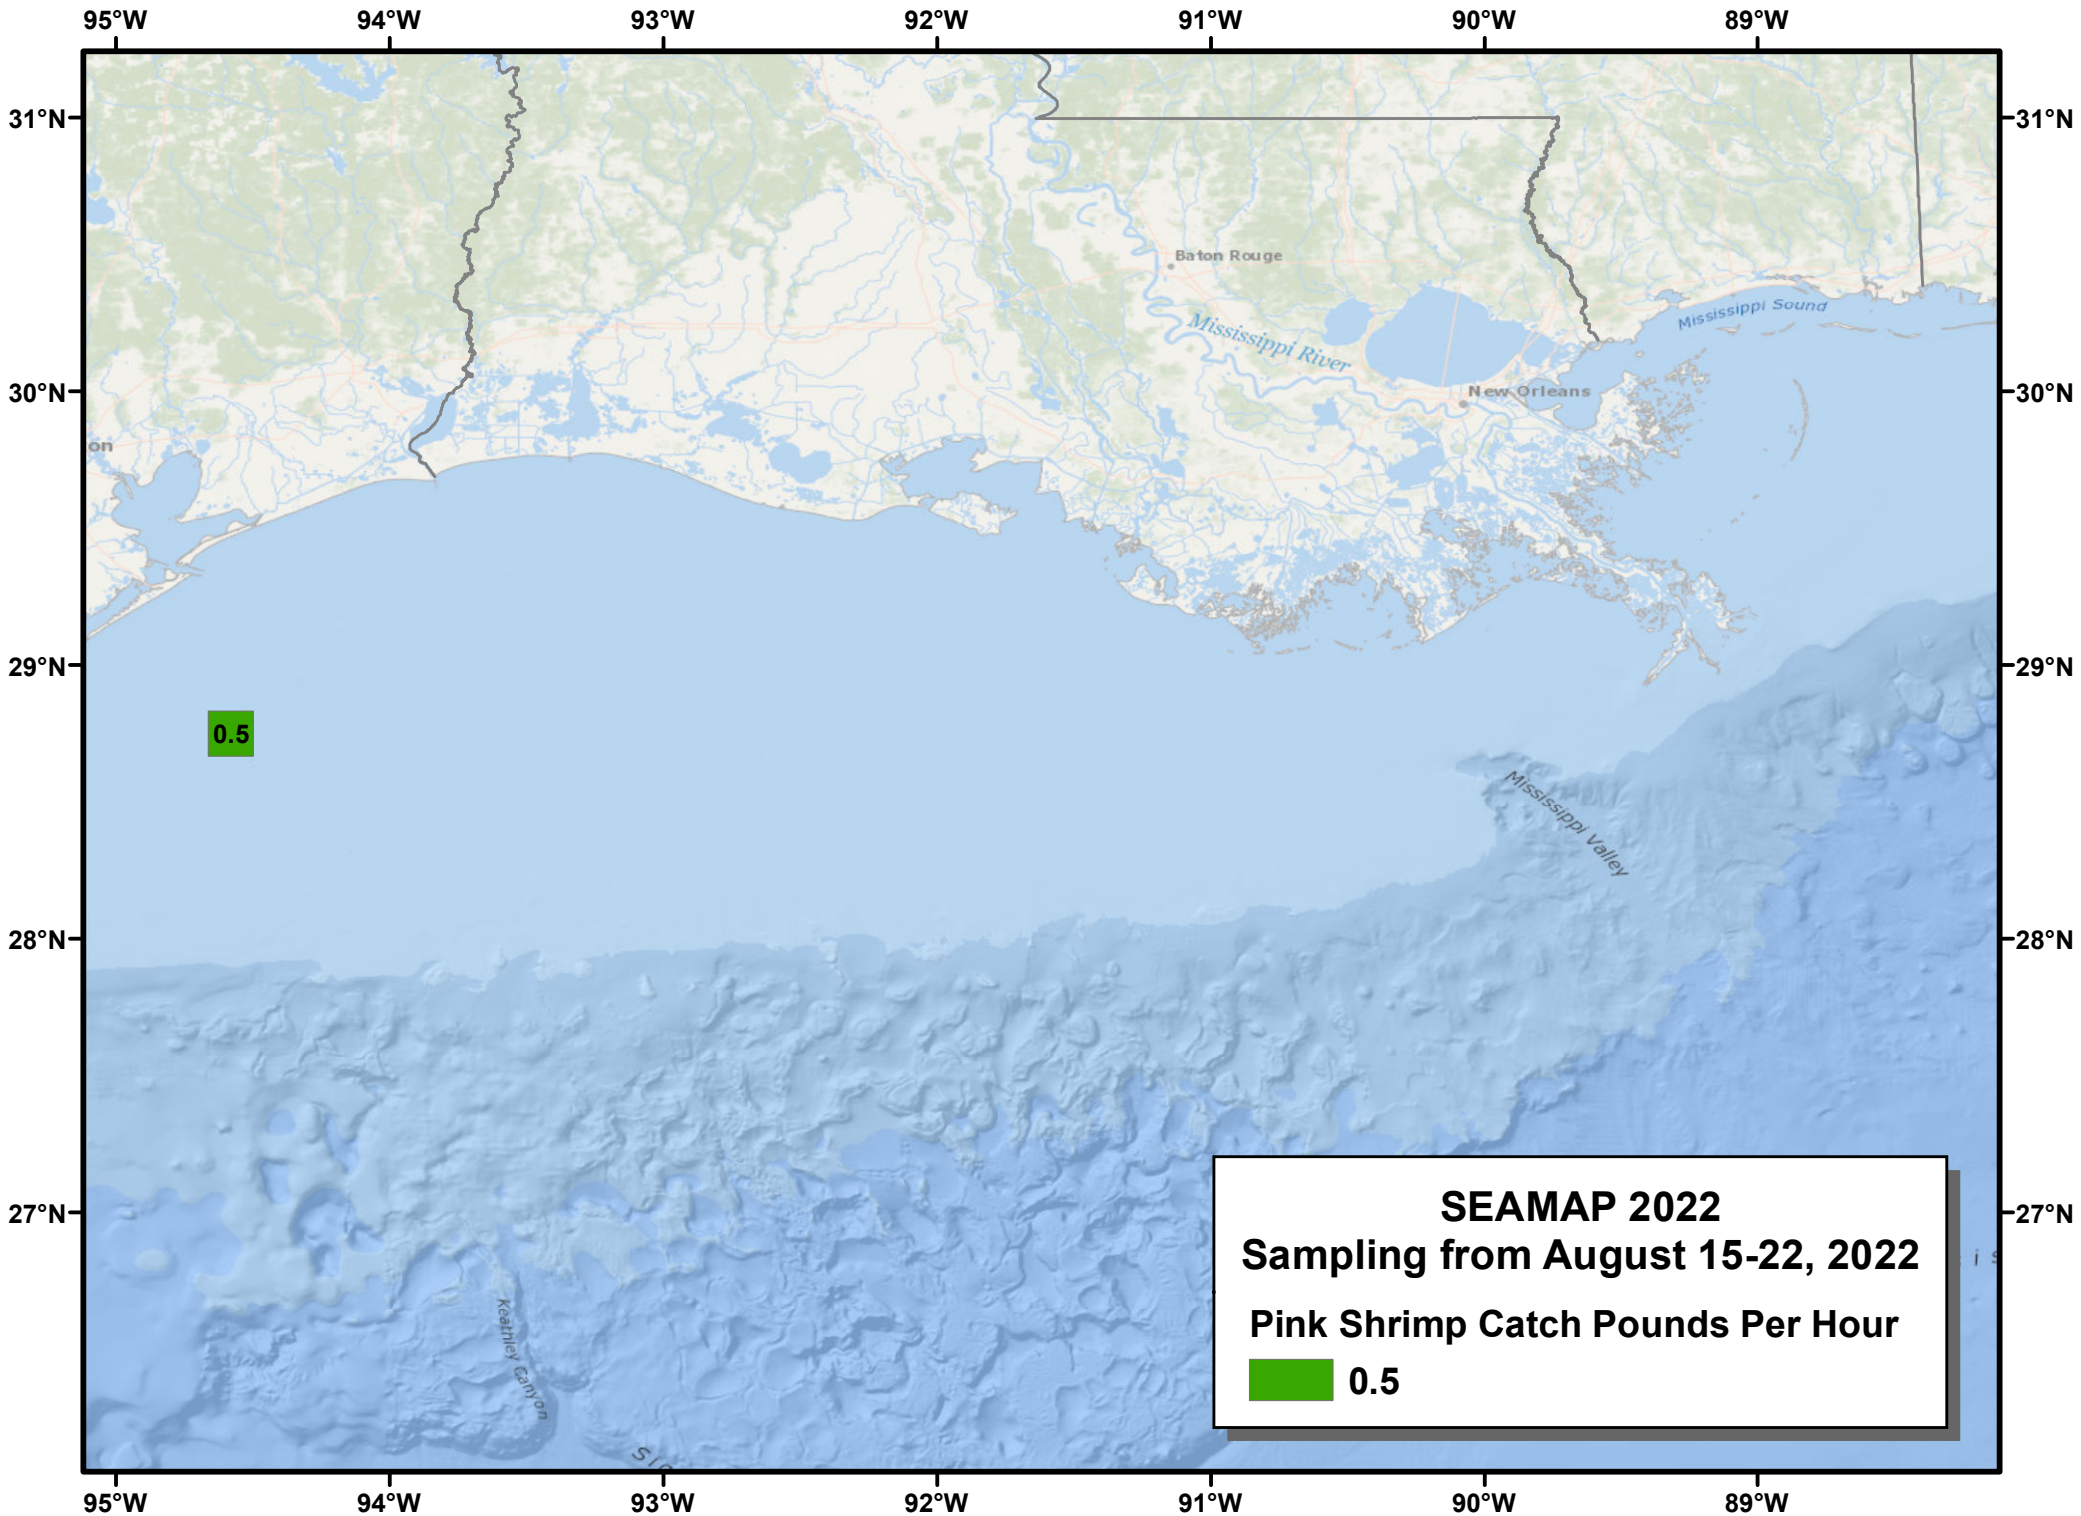 95°W 94°W 93°W 92°W 91°W 90°W 89°W
31°N 31°N
Baton Rouge
Mississippi Sound
Mississippi River
30°N New Orleans 30°N
on
29°N 29°N
0.5
Mississippi Valley
28°N 28°N
27°N 27°N
SEAMAP 2022
Sampling from August 15-22, 2022
Pink Shrimp Catch Pounds Per Hour
0.5
Keathley Canyon
95°W 94°W 93°W 92°W 91°W 90°W 89°W